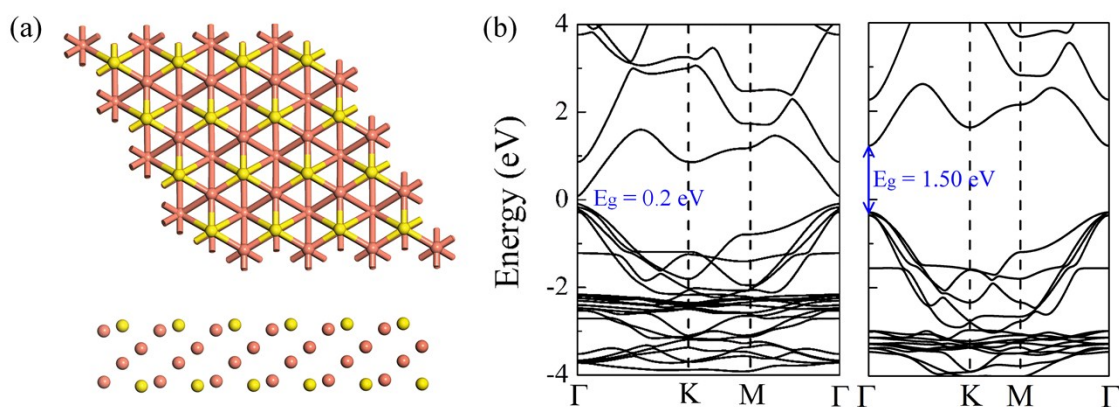 (a)
(b)
Energy (eV)
4
2
0
-2
-4
Eg = 0.2 eV
Eg = 1.50 eV
Γ K M Γ
Γ K M Γ